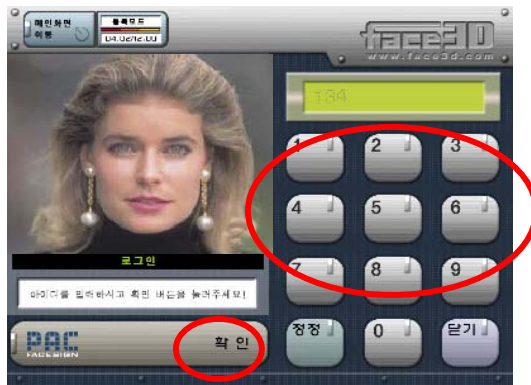 메인화면
이동
블록모드
04.02/12.00
face3D
www.face3d.com
134
1 2 3
4 5 6
7 8 9
정정 0 닫기
로그인
아이디를 입력하시고 확인 버튼을 눌러주세요!
PAC
FACESIGN
확 인